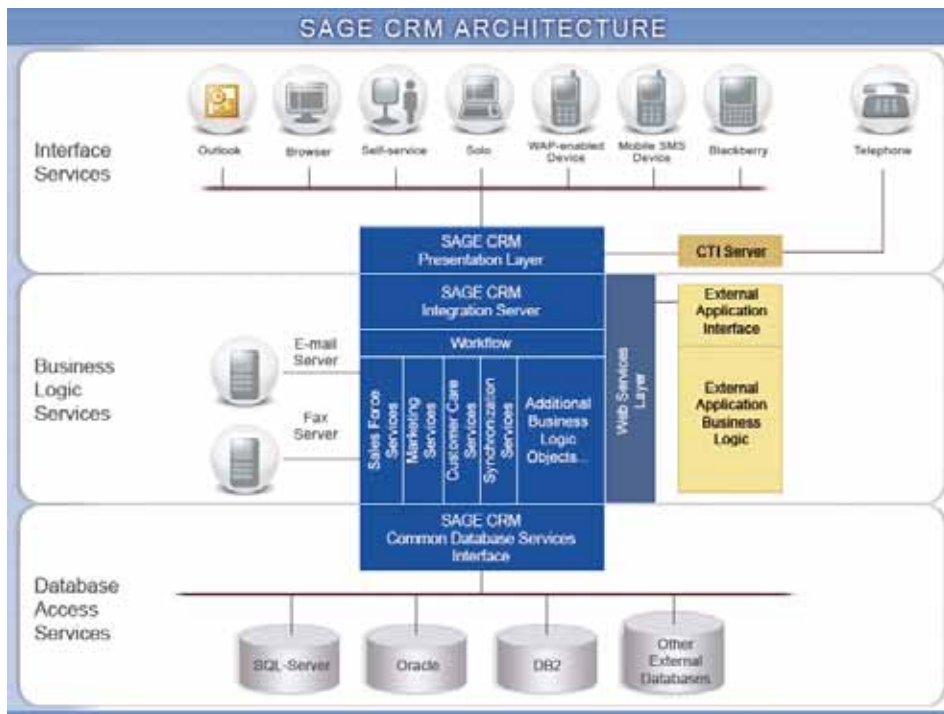 SAGE CRM ARCHITECTURE
Interface
Services
Outlook
Browser
Self-service
Solo
WAP-enabled
Device
Mobile SMS
Device
Blackberry
Telephone
SAGE CRM
Presentation Layer
CTI Server
Business
Logic
Services
E-mail
Server
Fax
Server
SAGE CRM
Integration Server
Workflow
Sales Force
Services
Marketing
Services
Customer Care
Services
Synchronization
Services
Additional
Business
Logic
Objects...
Web Services
Layer
External
Application
Interface
External
Application
Business
Logic
SAGE CRM
Common Database Services
Interface
Database
Access
Services
SQL-Server
Oracle
DB2
Other
External
Databases